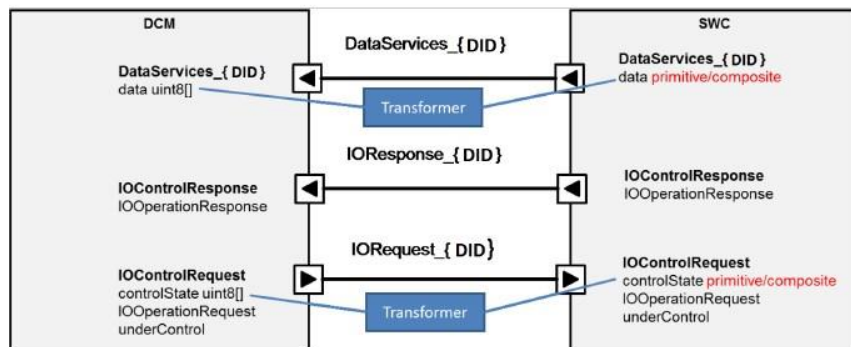 DCM
SWC
DataServices_{DID}
DataServices_{DID}
data uint8[]
DataServices_{DID}
data primitive/composite
Transformer
IOResponse_{DID}
IOControlResponse
IOOperationResponse
IOControlResponse
IOOperationResponse
IORequest_{DID}
IOControlRequest
controlState uint8[]
IOOperationRequest
underControl
IOControlRequest
controlState primitive/composite
IOOperationRequest
underControl
Transformer